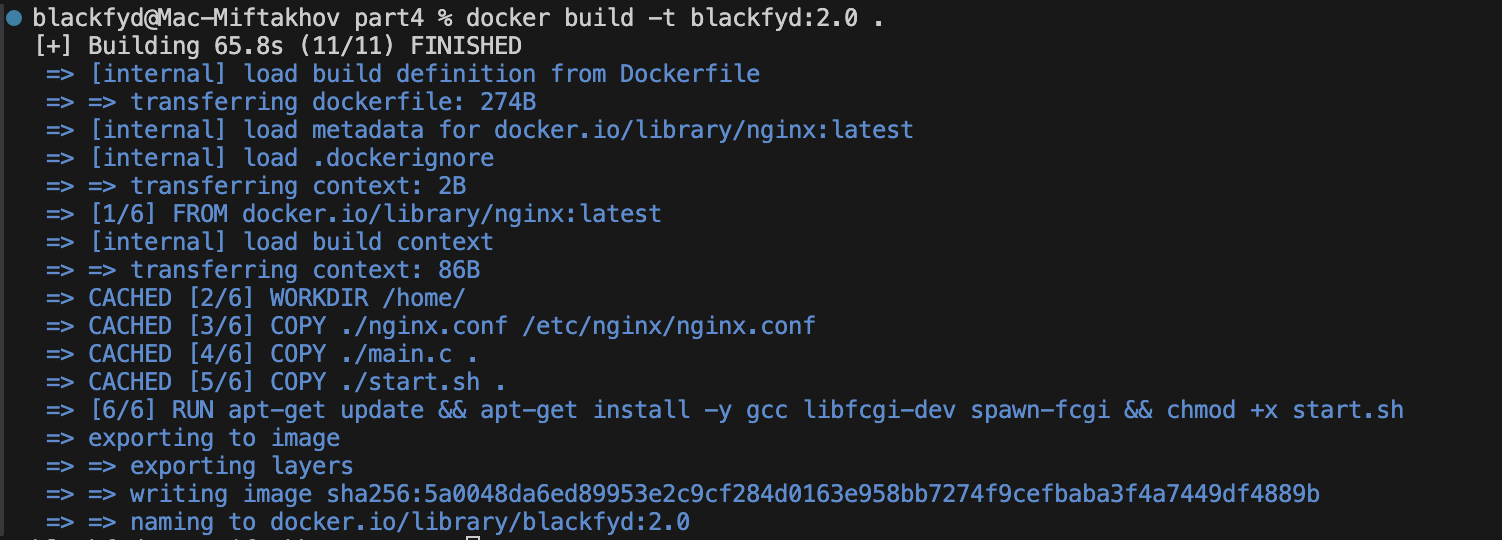 blackfyd@Mac-Miftakhov part4 % docker build -t blackfyd:2.0 .
[+] Building 65.8s (11/11) FINISHED
=> [internal] load build definition from Dockerfile
=> => transferring dockerfile: 274B
=> [internal] load metadata for docker.io/library/nginx:latest
=> [internal] load .dockerignore
=> => transferring context: 2B
=> [1/6] FROM docker.io/library/nginx:latest
=> [internal] load build context
=> => transferring context: 86B
=> CACHED [2/6] WORKDIR /home/
=> CACHED [3/6] COPY ./nginx.conf /etc/nginx/nginx.conf
=> CACHED [4/6] COPY ./main.c .
=> CACHED [5/6] COPY ./start.sh .
=> [6/6] RUN apt-get update && apt-get install -y gcc libfcgi-dev spawn-fcgi && chmod +x start.sh
=> exporting to image
=> => exporting layers
=> => writing image sha256:5a0048da6ed89953e2c9cf284d0163e958bb7274f9cefbaba3f4a7449df4889b
=> => naming to docker.io/library/blackfyd:2.0